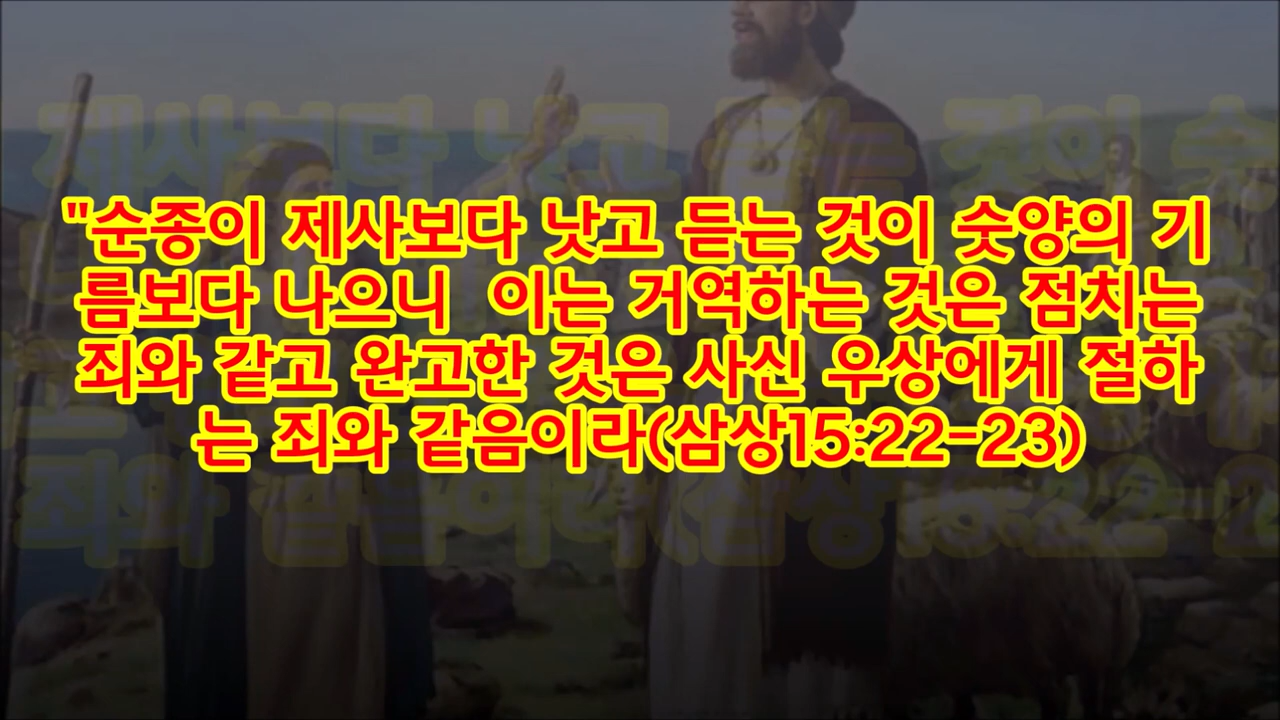 "순종이 제사보다 낫고 듣는 것이 숫양의 기
름보다 나으니  이는 거역하는 것은 점치는
죄와 같고 완고한 것은 사신 우상에게 절하
는 죄와 같음이라(삼상15:22-23)